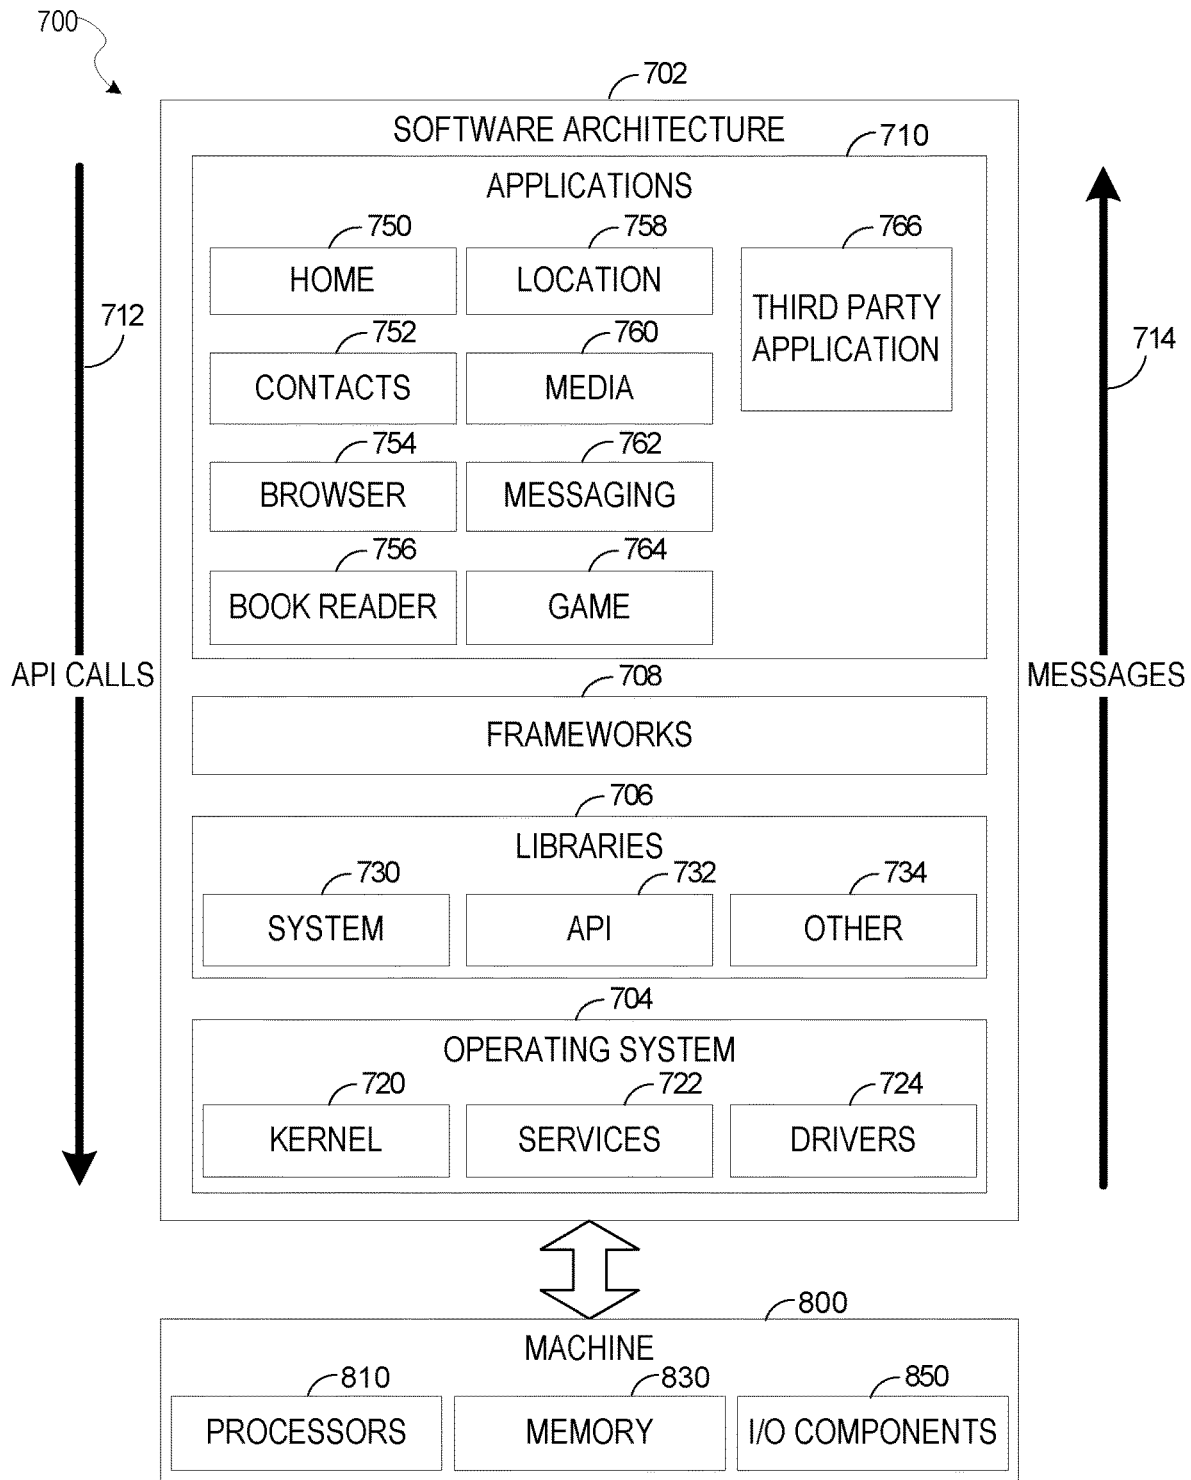 700
702
SOFTWARE ARCHITECTURE
710
APPLICATIONS
750 758 766
HOME LOCATION THIRD PARTY
APPLICATION
712 714
752 760
CONTACTS MEDIA
754 762
BROWSER MESSAGING
756 764
BOOK READER GAME
API CALLS MESSAGES
708
FRAMEWORKS
706
LIBRARIES
730 732 734
SYSTEM API OTHER
704
OPERATING SYSTEM
720 722 724
KERNEL SERVICES DRIVERS
800
MACHINE
810 830 850
PROCESSORS MEMORY I/O COMPONENTS